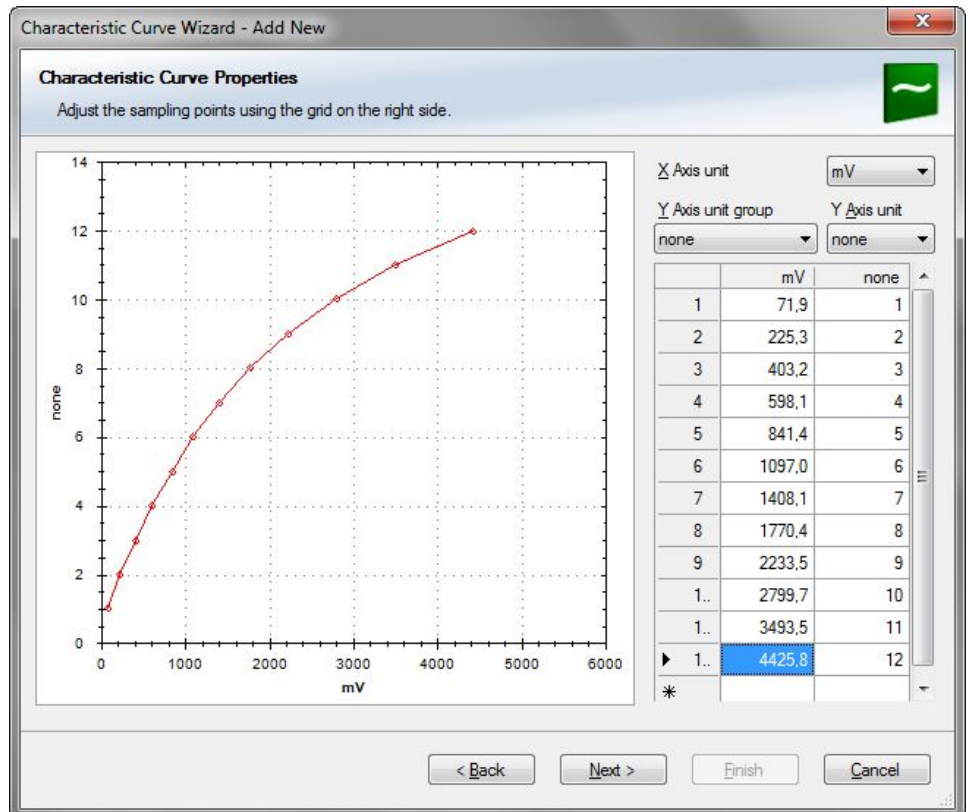 Characteristic Curve Wizard - Add New
Characteristic Curve Properties
Adjust the sampling points using the grid on the right side.
14
12
10
8
6
4
2
0
none
0 1000 2000 3000 4000 5000 6000
mV
X Axis unit mV
Y Axis unit group Y Axis unit
none none
mV none
1 71,9 1
2 225,3 2
3 403,2 3
4 598,1 4
5 841,4 5
6 1097,0 6
7 1408,1 7
8 1770,4 8
9 2233,5 9
1.. 2799,7 10
1.. 3493,5 11
1.. 4425,8 12
< Back Next > Finish Cancel